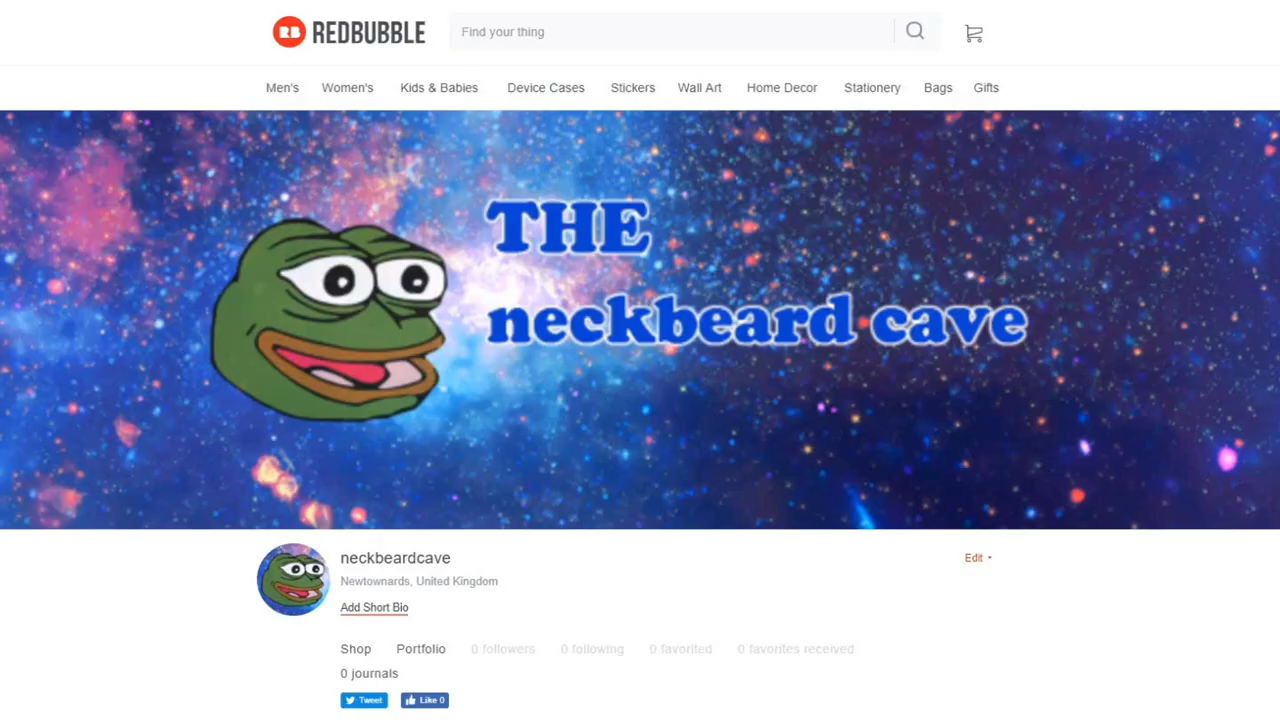 RB REDBUBBLE
Find your thing
Men's Women's Kids & Babies Device Cases Stickers Wall Art Home Decor Stationery Bags Gifts
THE
neckbeard cave
neckbeardcave
Edit
Newtownards, United Kingdom
Add Short Bio
Shop Portfolio 0 followers 0 following 0 favorited 0 favorites received
0 journals
Tweet Like 0